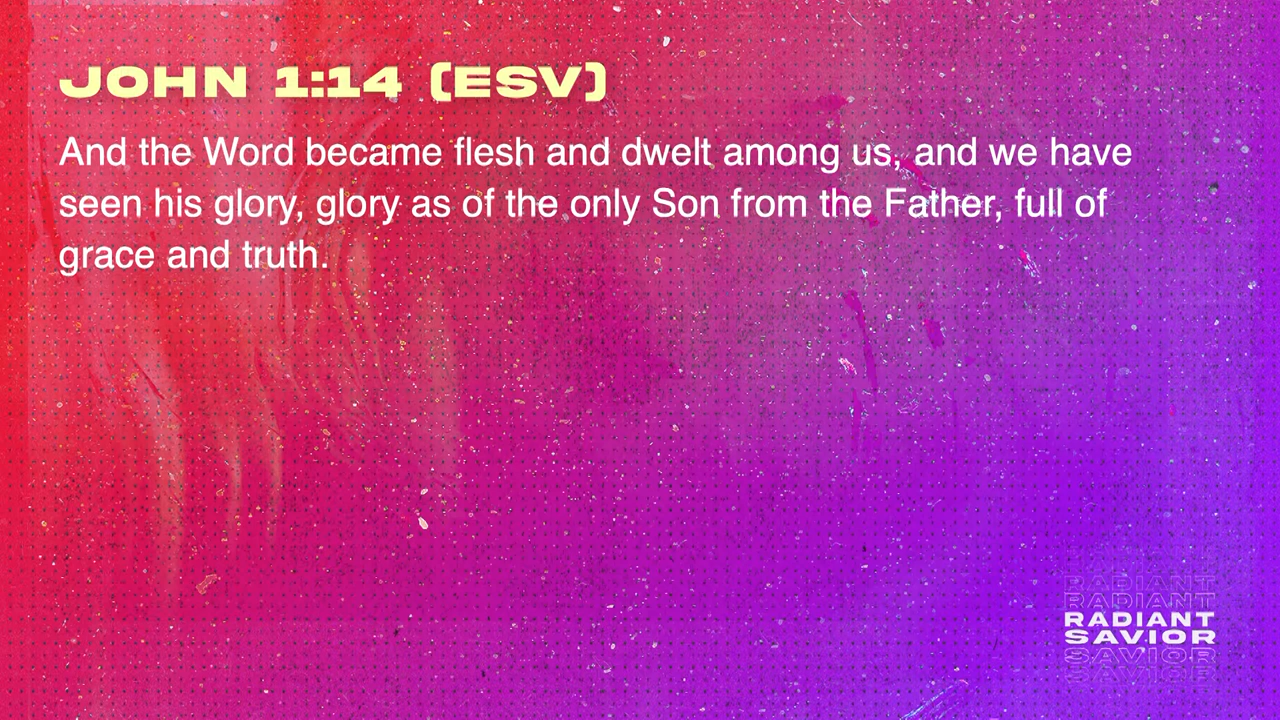 JOHN 1:14 (ESV)
And the Word became flesh and dwelt among us, and we have
seen his glory, glory as of the only Son from the Father, full of
grace and truth.
RADIANT
RADIANT
RADIANT
SAVIOR
SAVIOR
SAVIOR